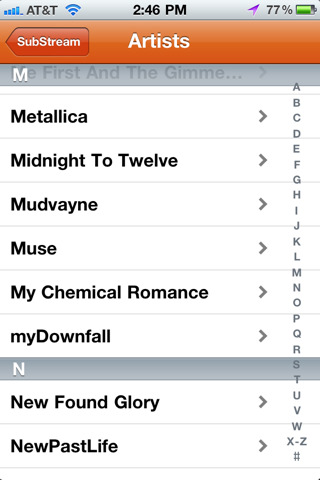 AT&T 2:46 PM 77%
SubStream Artists
Me First And The Gimme...
M
Metallica
Midnight To Twelve
Mudvayne
Muse
My Chemical Romance
myDownfall
N
New Found Glory
NewPastLife
A
B
C
D
E
F
G
H
I
J
K
L
M
N
O
P
Q
R
S
T
U
V
W
X-Z
#